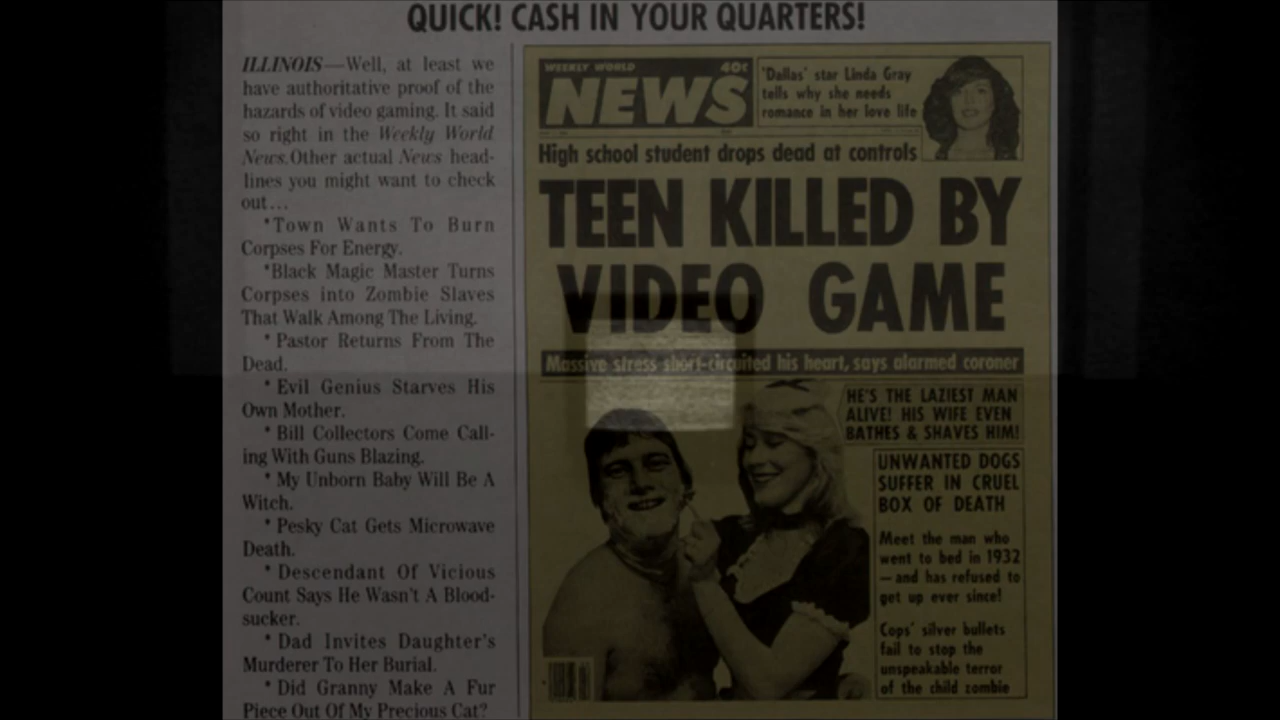 QUICK! CASH IN YOUR QUARTERS!
ILLINOIS—Well, at least we
have authoritative proof of the
hazards of video gaming. It said
so right in the Weekly World
News.Other actual News head-
lines you might want to check
out...
*Town Wants To Burn
Corpses For Energy.
*Black Magic Master Turns
Corpses into Zombie Slaves
That Walk Among The Living.
* Pastor Returns From The
Dead.
* Evil Genius Starves His
Own Mother.
* Bill Collectors Come Call-
ing With Guns Blazing.
* My Unborn Baby Will Be A
Witch.
* Pesky Cat Gets Microwave
Death.
* Descendant Of Vicious
Count Says He Wasn't A Blood-
sucker.
* Dad Invites Daughter's
Murderer To Her Burial.
* Did Granny Make A Fur
Piece Out Of My Precious Cat?
WEEKLY WORLD 40¢
NEWS
'Dallas' star Linda Gray
tells why she needs
romance in her love life
High school student drops dead at controls
TEEN KILLED BY
VIDEO GAME
Massive stress short-circuited his heart, says alarmed coroner
HE'S THE LAZIEST MAN
ALIVE! HIS WIFE EVEN
BATHES & SHAVES HIM!
UNWANTED DOGS
SUFFER IN CRUEL
BOX OF DEATH
Meet the man who
went to bed in 1932
—and has refused to
get up ever since!
Cops' silver bullets
fail to stop the
unspeakable terror
of the child zombie